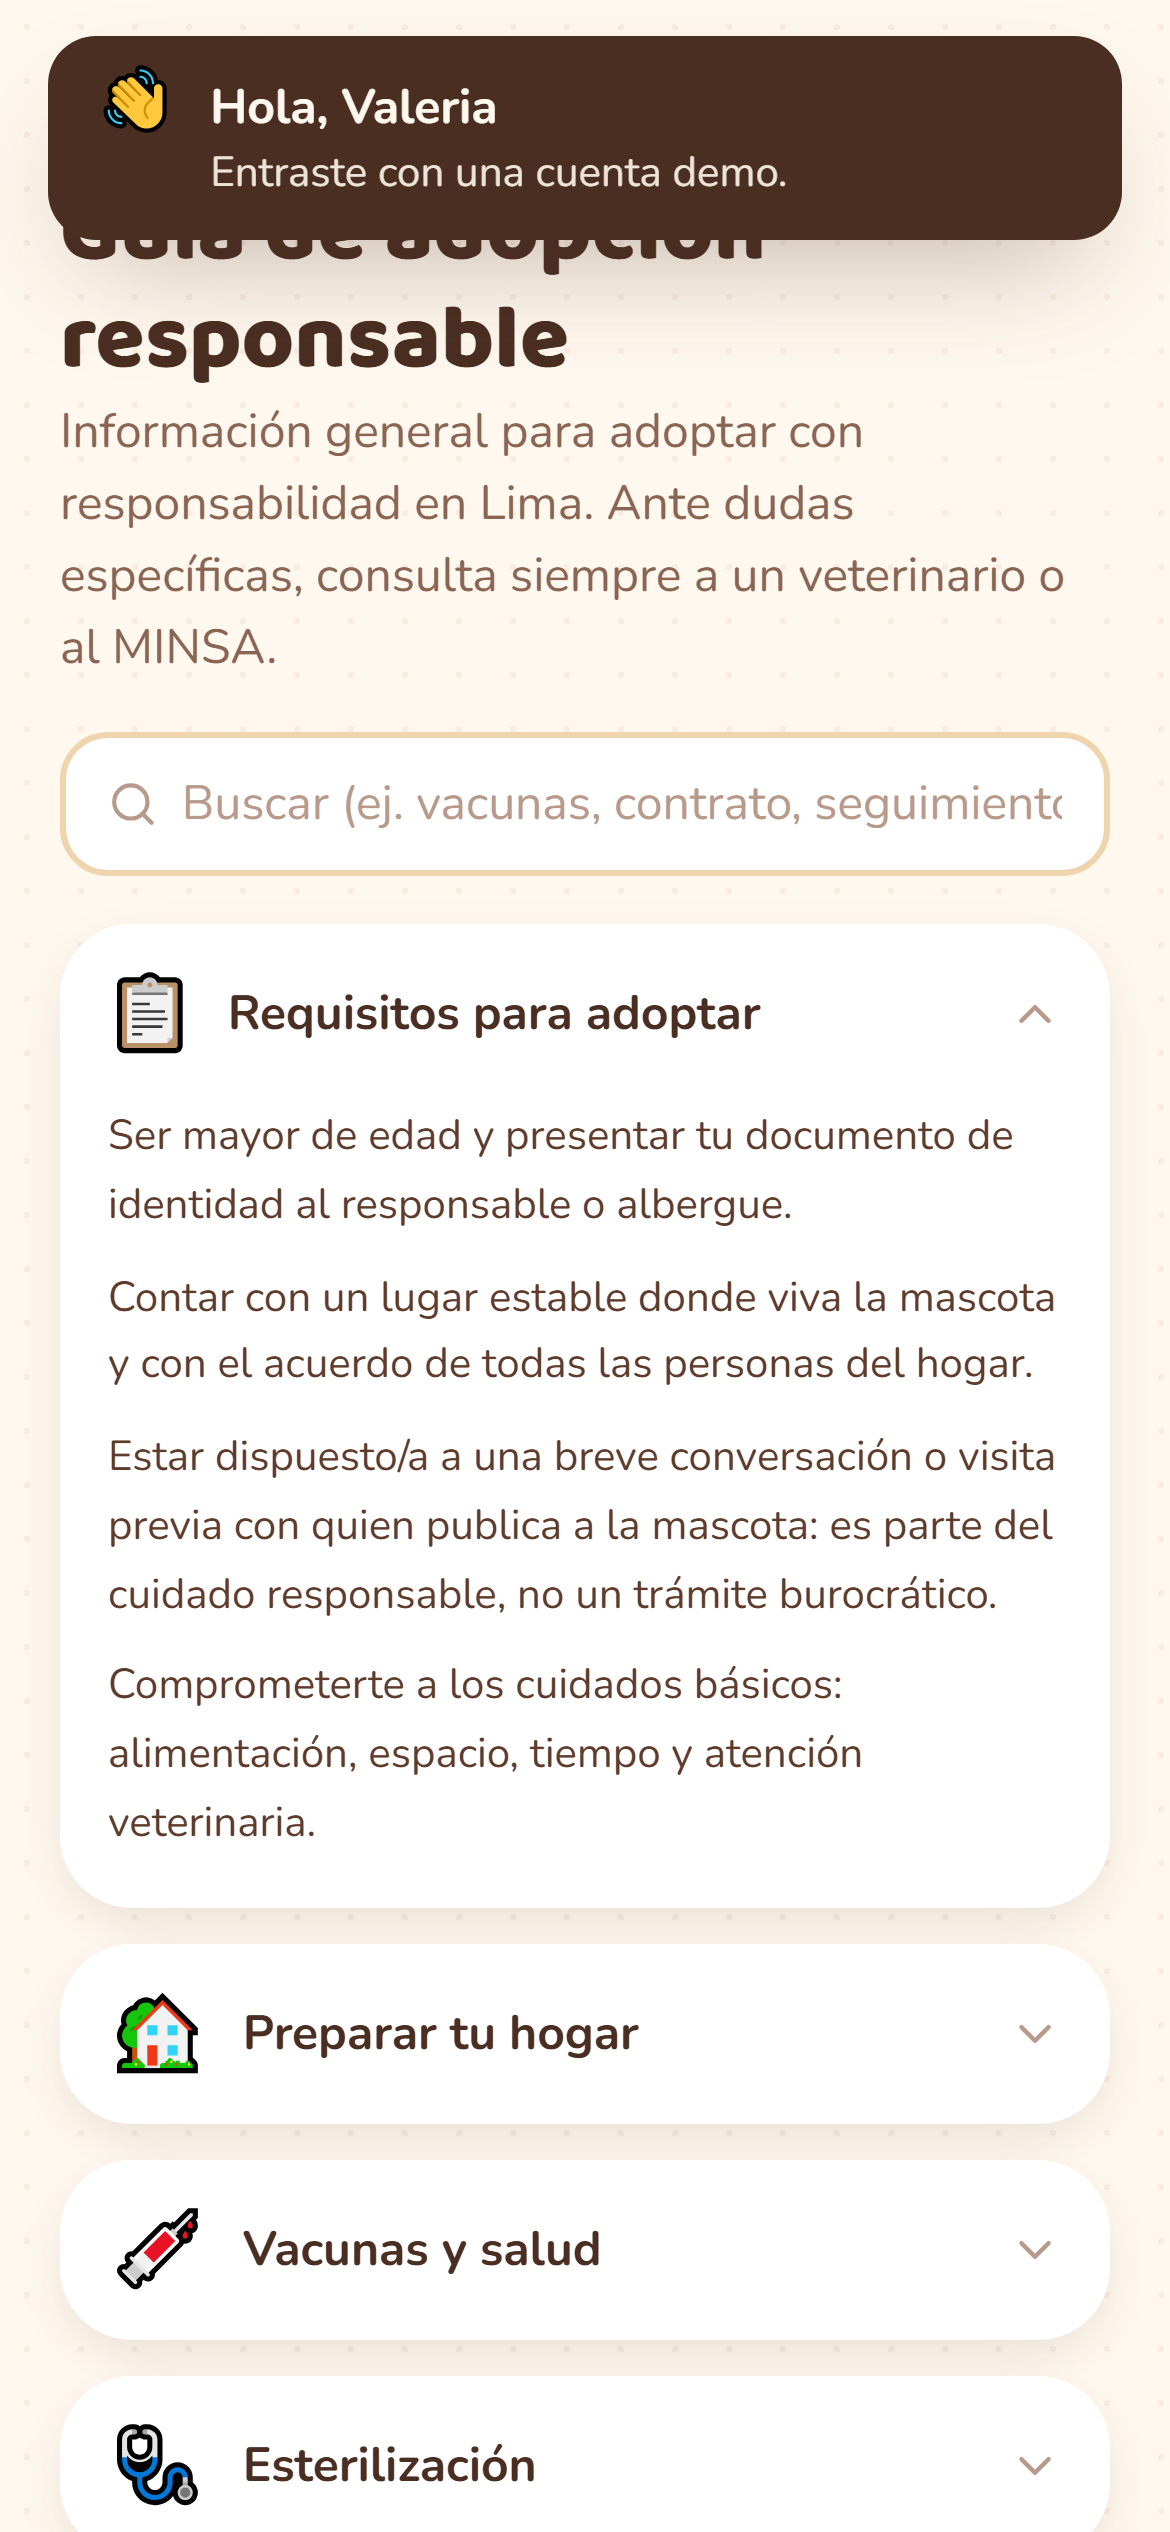 Hola, Valeria
Entraste con una cuenta demo.
Guía de adopción
responsable
Información general para adoptar con
responsabilidad en Lima. Ante dudas
específicas, consulta siempre a un veterinario o
al MINSA.
Buscar (ej. vacunas, contrato, seguimiento
Requisitos para adoptar
Ser mayor de edad y presentar tu documento de
identidad al responsable o albergue.
Contar con un lugar estable donde viva la mascota
y con el acuerdo de todas las personas del hogar.
Estar dispuesto/a a una breve conversación o visita
previa con quien publica a la mascota: es parte del
cuidado responsable, no un trámite burocrático.
Comprometerte a los cuidados básicos:
alimentación, espacio, tiempo y atención
veterinaria.
Preparar tu hogar
Vacunas y salud
Esterilización